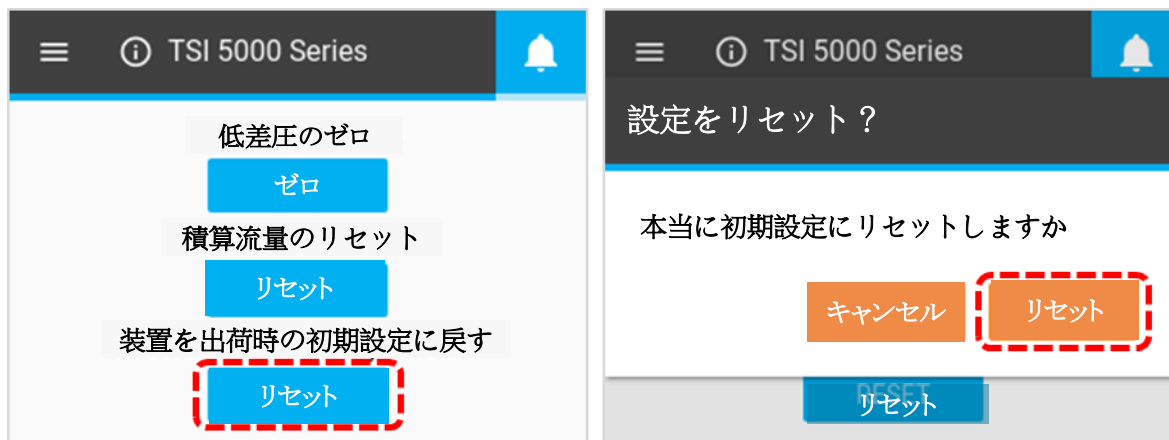 TSI 5000 Series
低差圧のゼロ
ゼロ
積算流量のリセット
リセット
装置を出荷時の初期設定に戻す
リセット
TSI 5000 Series
設定をリセット？
本当に初期設定にリセットしますか
キャンセル
リセット
RESET
リセット